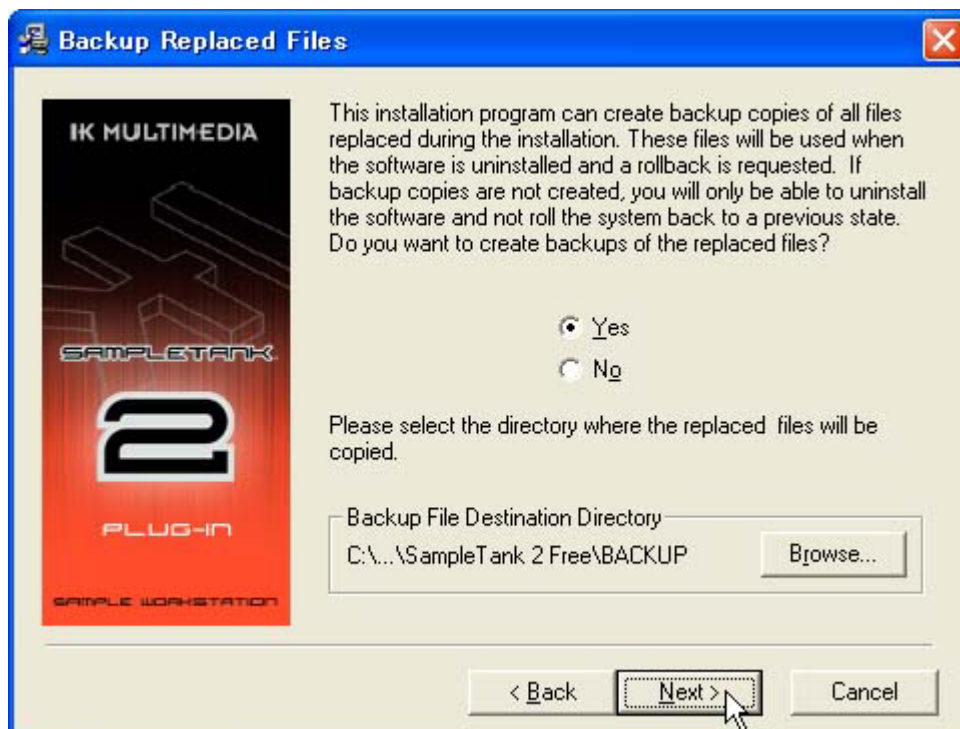 Backup Replaced Files
IK MULTIMEDIA
SAMPLETANK
2
PLUG-IN
SAMPLE WORKSTATION
This installation program can create backup copies of all files
replaced during the installation. These files will be used when
the software is uninstalled and a rollback is requested.  If
backup copies are not created, you will only be able to uninstall
the software and not roll the system back to a previous state.
Do you want to create backups of the replaced files?
Yes
No
Please select the directory where the replaced  files will be
copied.
Backup File Destination Directory
C:\...\SampleTank 2 Free\BACKUP
Browse...
< Back
Next >
Cancel